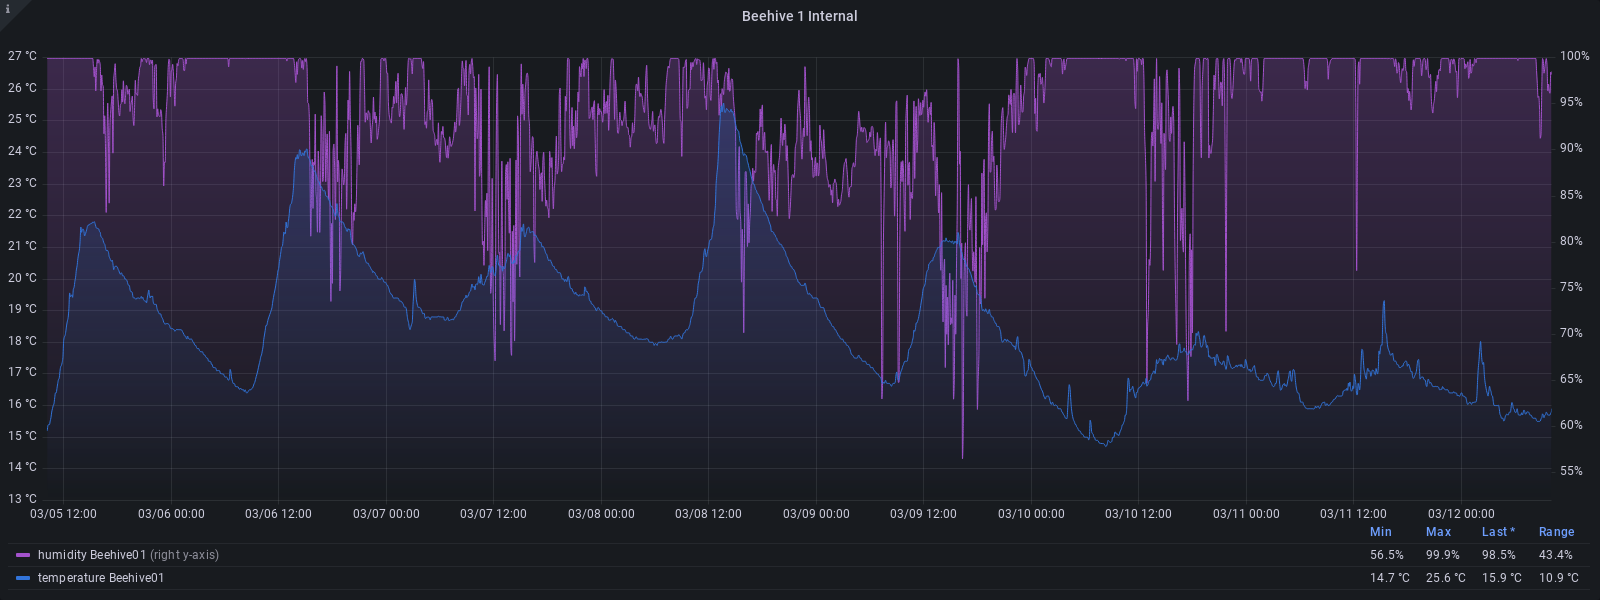 i
Beehive 1 Internal
27 °C 100%
26 °C 95%
25 °C 90%
24 °C 85%
23 °C 80%
22 °C 75%
21 °C 70%
20 °C 65%
19 °C 60%
18 °C 55%
17 °C
16 °C
15 °C
14 °C
13 °C
03/05 12:00 03/06 00:00 03/06 12:00 03/07 00:00 03/07 12:00 03/08 00:00 03/08 12:00 03/09 00:00 03/09 12:00 03/10 00:00 03/10 12:00 03/11 00:00 03/11 12:00 03/12 00:00
Min Max Last * Range
humidity Beehive01 (right y-axis) 56.5% 99.9% 98.5% 43.4%
temperature Beehive01 14.7 °C 25.6 °C 15.9 °C 10.9 °C